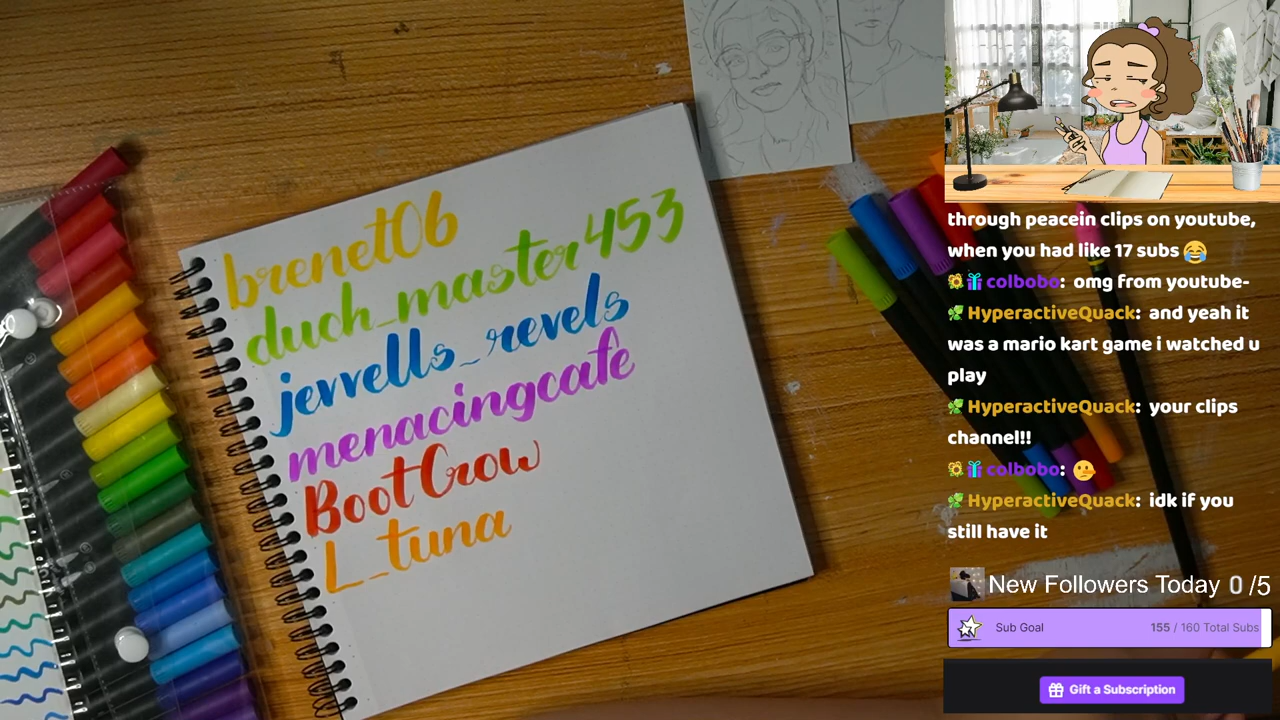 brenet06
duch_master453
jevvells_revels
menacingcafe
BootCrow
L_tuna
through peacein clips on youtube,
when you had like 17 subs 😂
colbobo: omg from youtube-
HyperactiveQuack: and yeah it
was a mario kart game i watched u
play
HyperactiveQuack: your clips
channel!!
colbobo: 🫡
HyperactiveQuack: idk if you
still have it
New Followers Today 0 /5
Sub Goal 155 / 160 Total Subs
Gift a Subscription